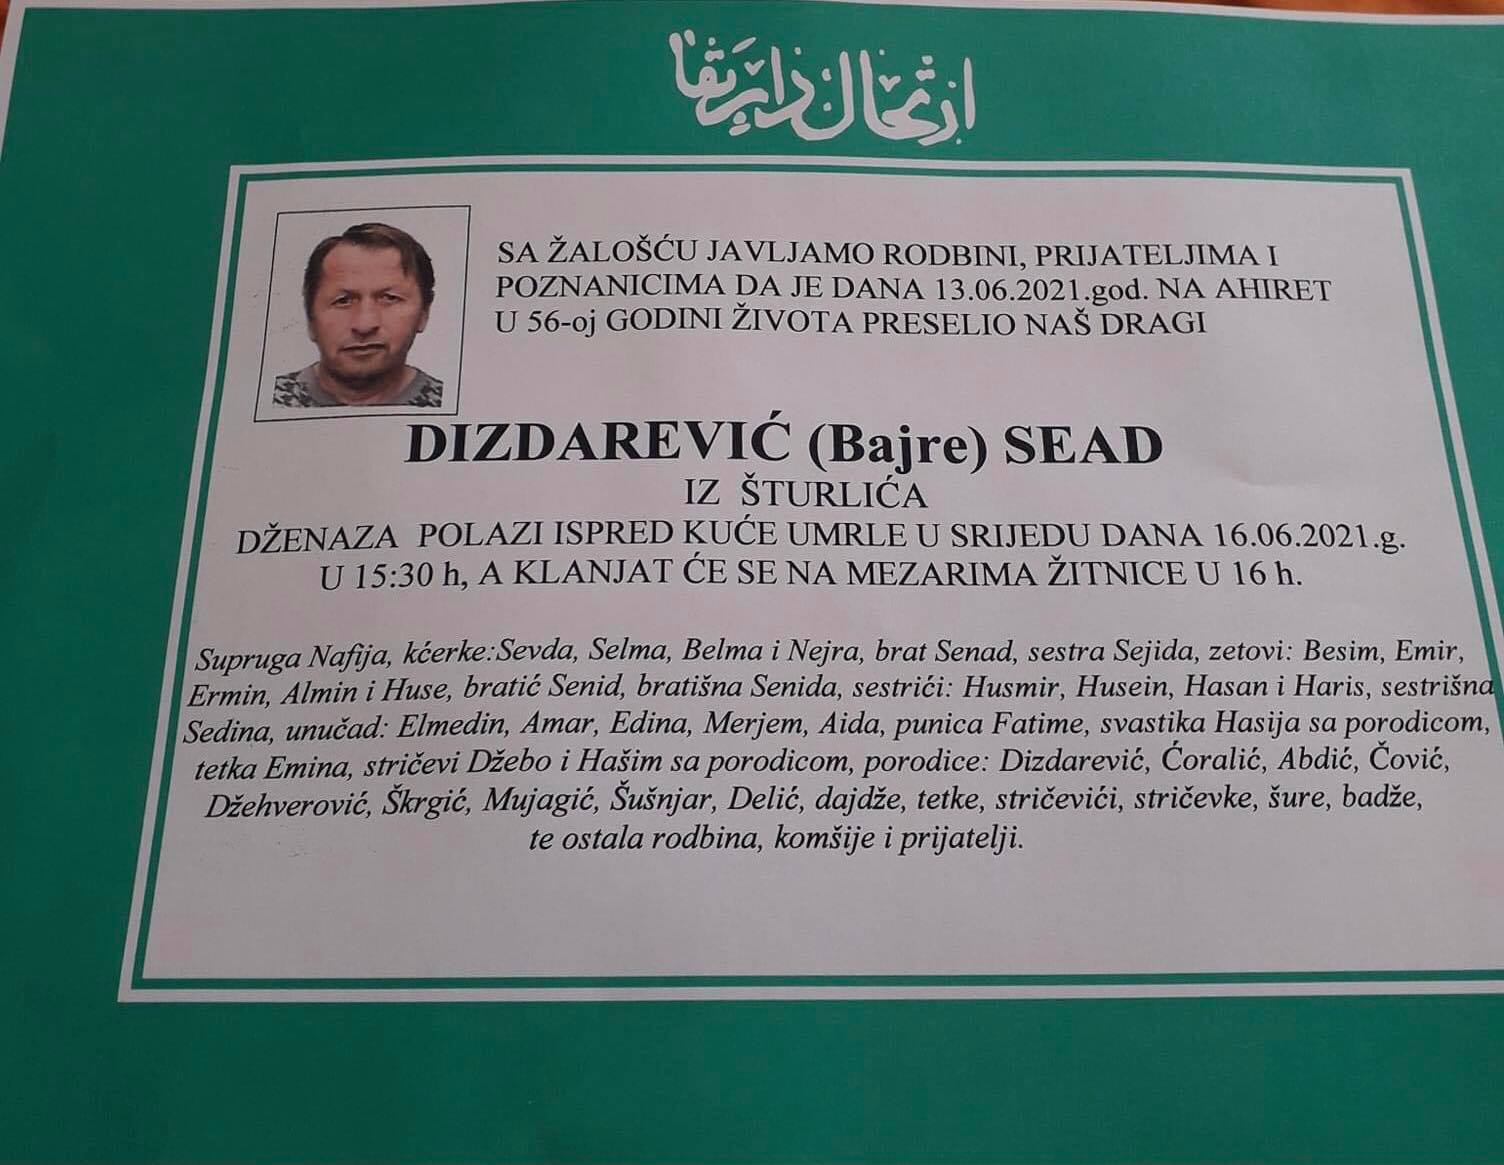 ارتحال دار بقا
SA ŽALOŠĆU JAVLJAMO RODBINI, PRIJATELJIMA I
POZNANICIMA DA JE DANA 13.06.2021.god. NA AHIRET
U 56-oj GODINI ŽIVOTA PRESELIO NAŠ DRAGI
DIZDAREVIĆ (Bajre) SEAD
IZ ŠTURLIĆA
DŽENAZA POLAZI ISPRED KUĆE UMRLE U SRIJEDU DANA 16.06.2021.g.
U 15:30 h, A KLANJAT ĆE SE NA MEZARIMA ŽITNICE U 16 h.
Supruga Nafija, kćerke:Sevda, Selma, Belma i Nejra, brat Senad, sestra Sejida, zetovi: Besim, Emir,
Ermin, Almin i Huse, bratić Senid, bratišna Senida, sestrići: Husmir, Husein, Hasan i Haris, sestrišna
Sedina, unučad: Elmedin, Amar, Edina, Merjem, Aida, punica Fatime, svastika Hasija sa porodicom,
tetka Emina, stričevi Džebo i Hašim sa porodicom, porodice: Dizdarević, Ćoralić, Abdić, Čović,
Džehverović, Škrgić, Mujagić, Šušnjar, Delić, dajdže, tetke, stričevići, stričevke, šure, badže,
te ostala rodbina, komšije i prijatelji.